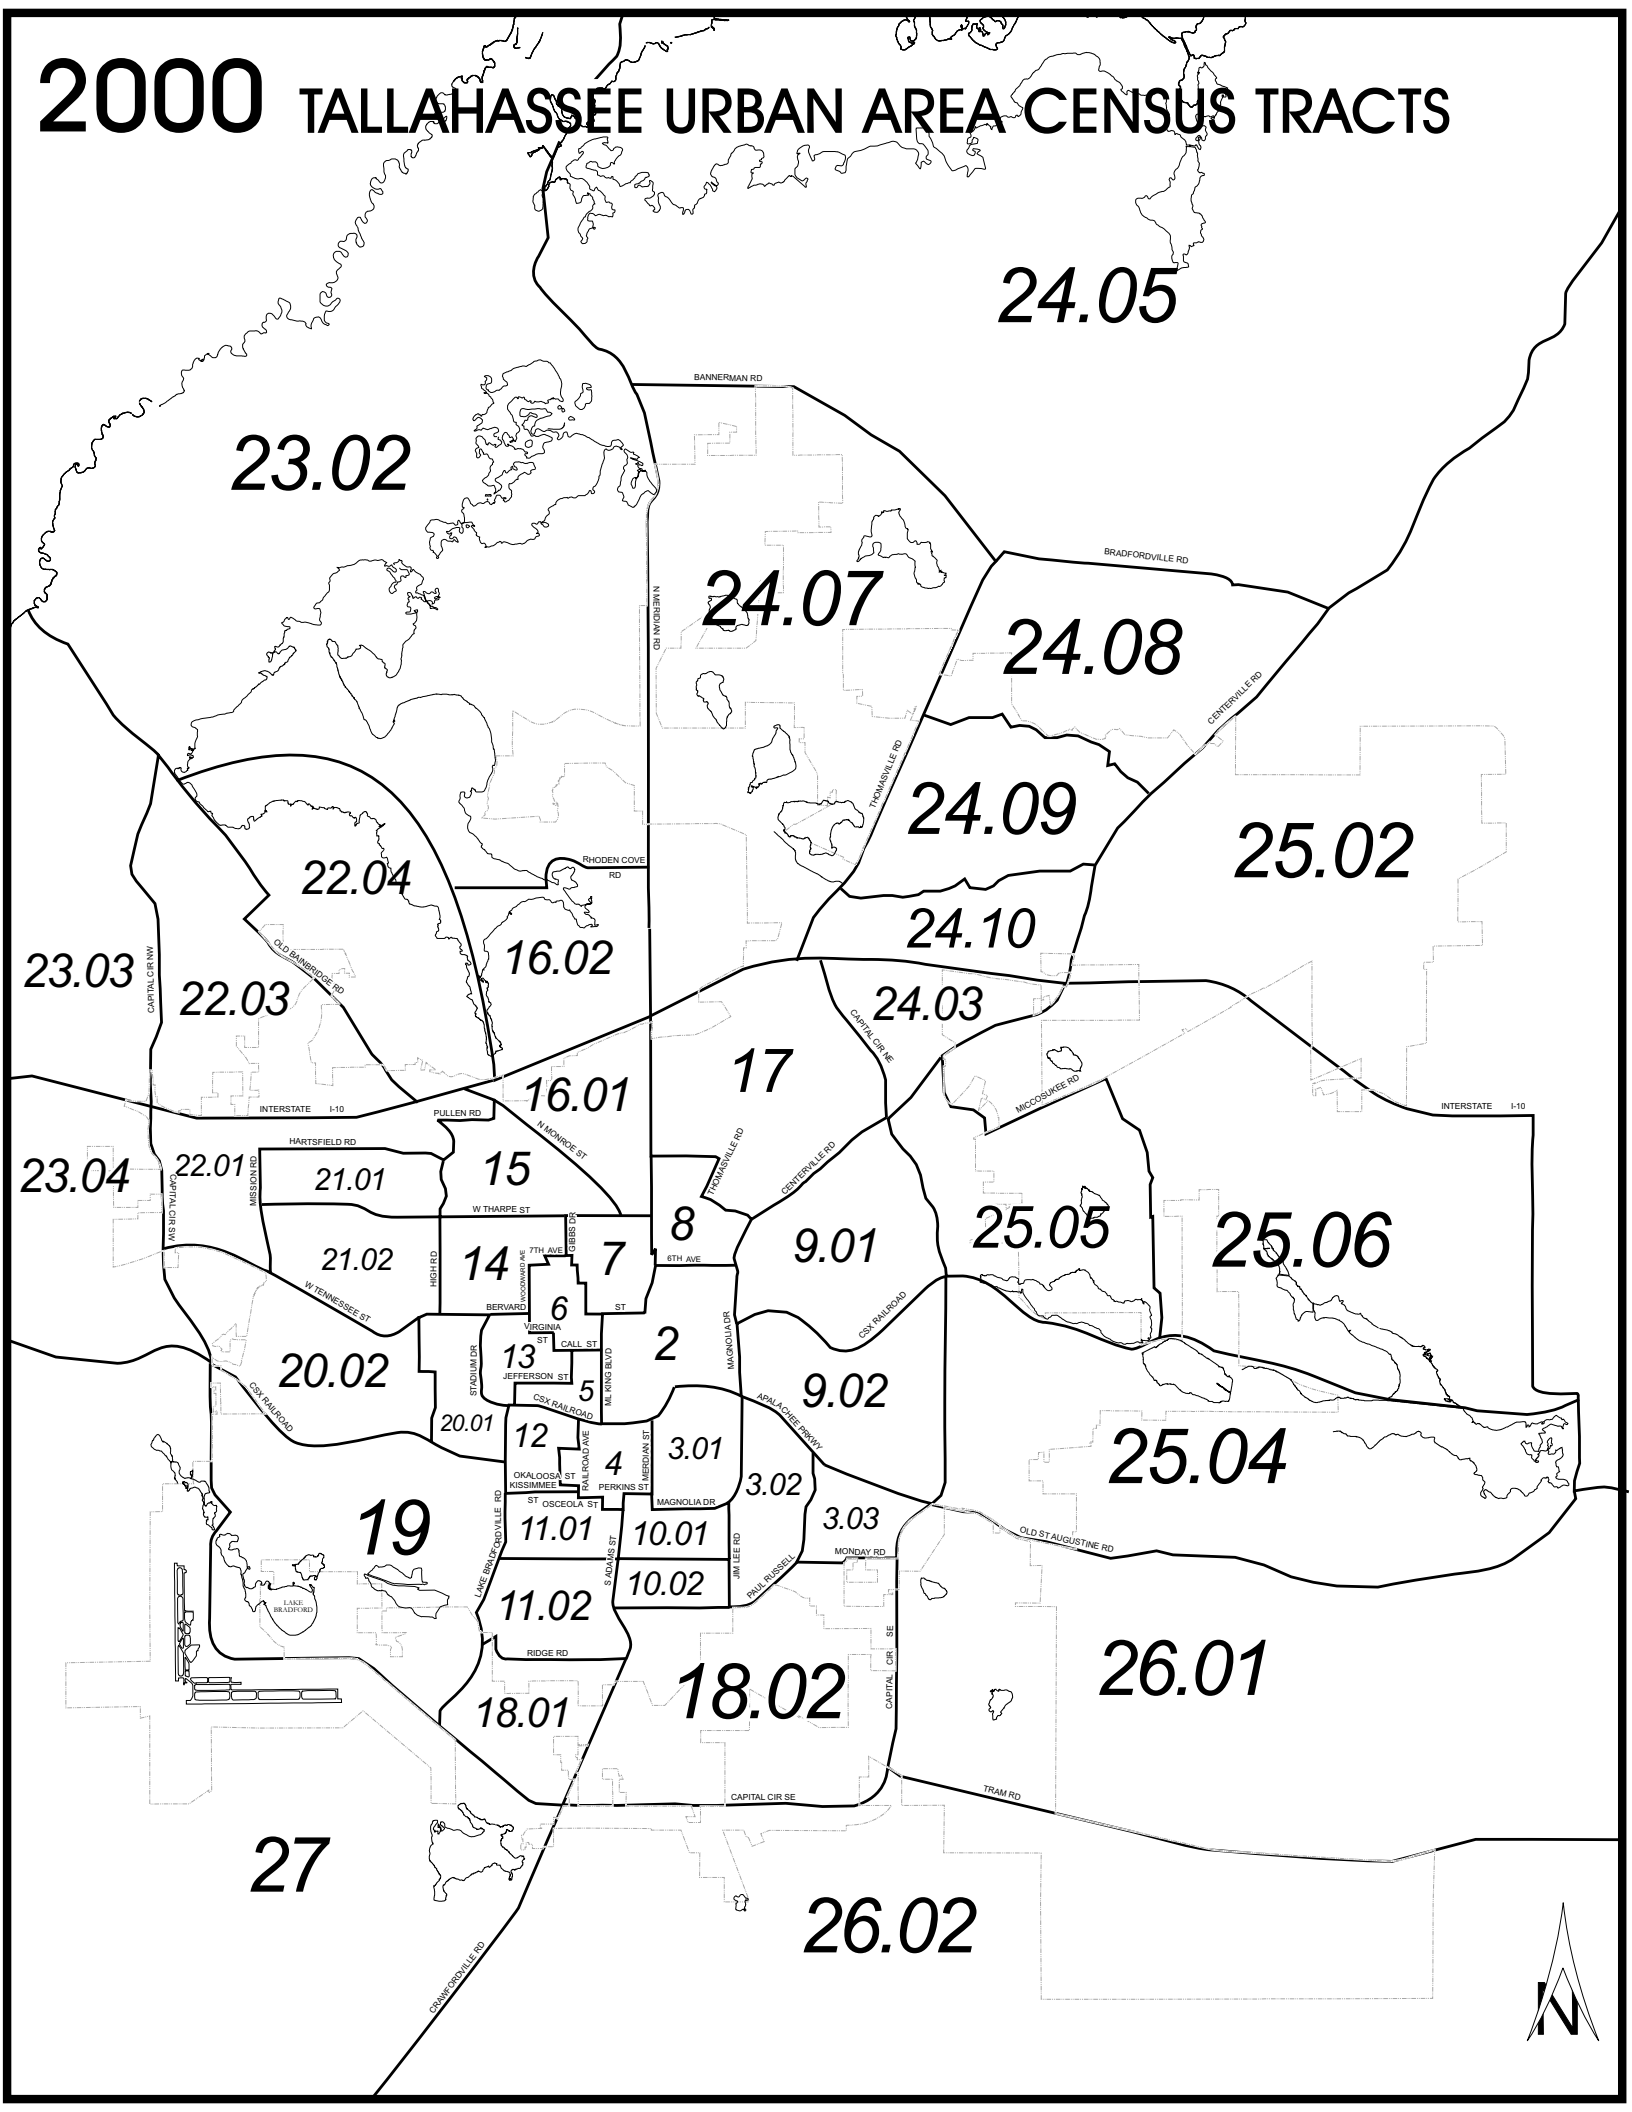 2000 TALLAHASSEE URBAN AREA CENSUS TRACTS
24.05
BANNERMAN RD
23.02
BRADFORDVILLE RD
24.07
N MERIDIAN RD
24.08
CENTERVILLE RD
THOMASVILLE RD
24.09
25.02
RHODEN COVE
RD
22.04
24.10
16.02
23.03
CAPITAL CIR NW
OLD BAINBRIDGE RD
22.03
24.03
CAPITAL CIR NE
17
16.01
MICCOSUKEE RD
INTERSTATE I-10
INTERSTATE I-10
PULLEN RD
N MONROE ST
HARTSFIELD RD
THOMASVILLE RD
CENTERVILLE RD
23.04
22.01
MISSION RD
21.01
15
CAPITAL CIR SW
W THARPE ST
GIBBS DR
8
25.05
25.06
9.01
21.02
HIGH RD
14
WOODWARD AVE
7TH AVE
7
6TH AVE
W TENNESSEE ST
BERVARD
ST
6
CSX RAILROAD
VIRGINIA
ST
CALL ST
2
MAGNOLIA DR
20.02
STADIUM DR
13
JEFFERSON ST
5
ML KING BLVD
9.02
CSX RAILROAD
CSX RAILROAD
APALACHEE PRKWY
20.01
12
RAILROAD AVE
4
MERDIAN ST
3.01
25.04
OKALOOSA ST
KISSIMMEE
ST
PERKINS ST
3.02
OSCEOLA ST
MAGNOLIA DR
19
LAKE BRADFORDVILLE RD
11.01
S ADAMS ST
10.01
JIM LEE RD
3.03
OLD ST AUGUSTINE RD
MONDAY RD
PAUL RUSSELL
10.02
LAKE
BRADFORD
11.02
CAPITAL CIR SE
RIDGE RD
26.01
18.02
18.01
TRAM RD
CAPITAL CIR SE
27
26.02
CRAWFORDVILLE RD
N